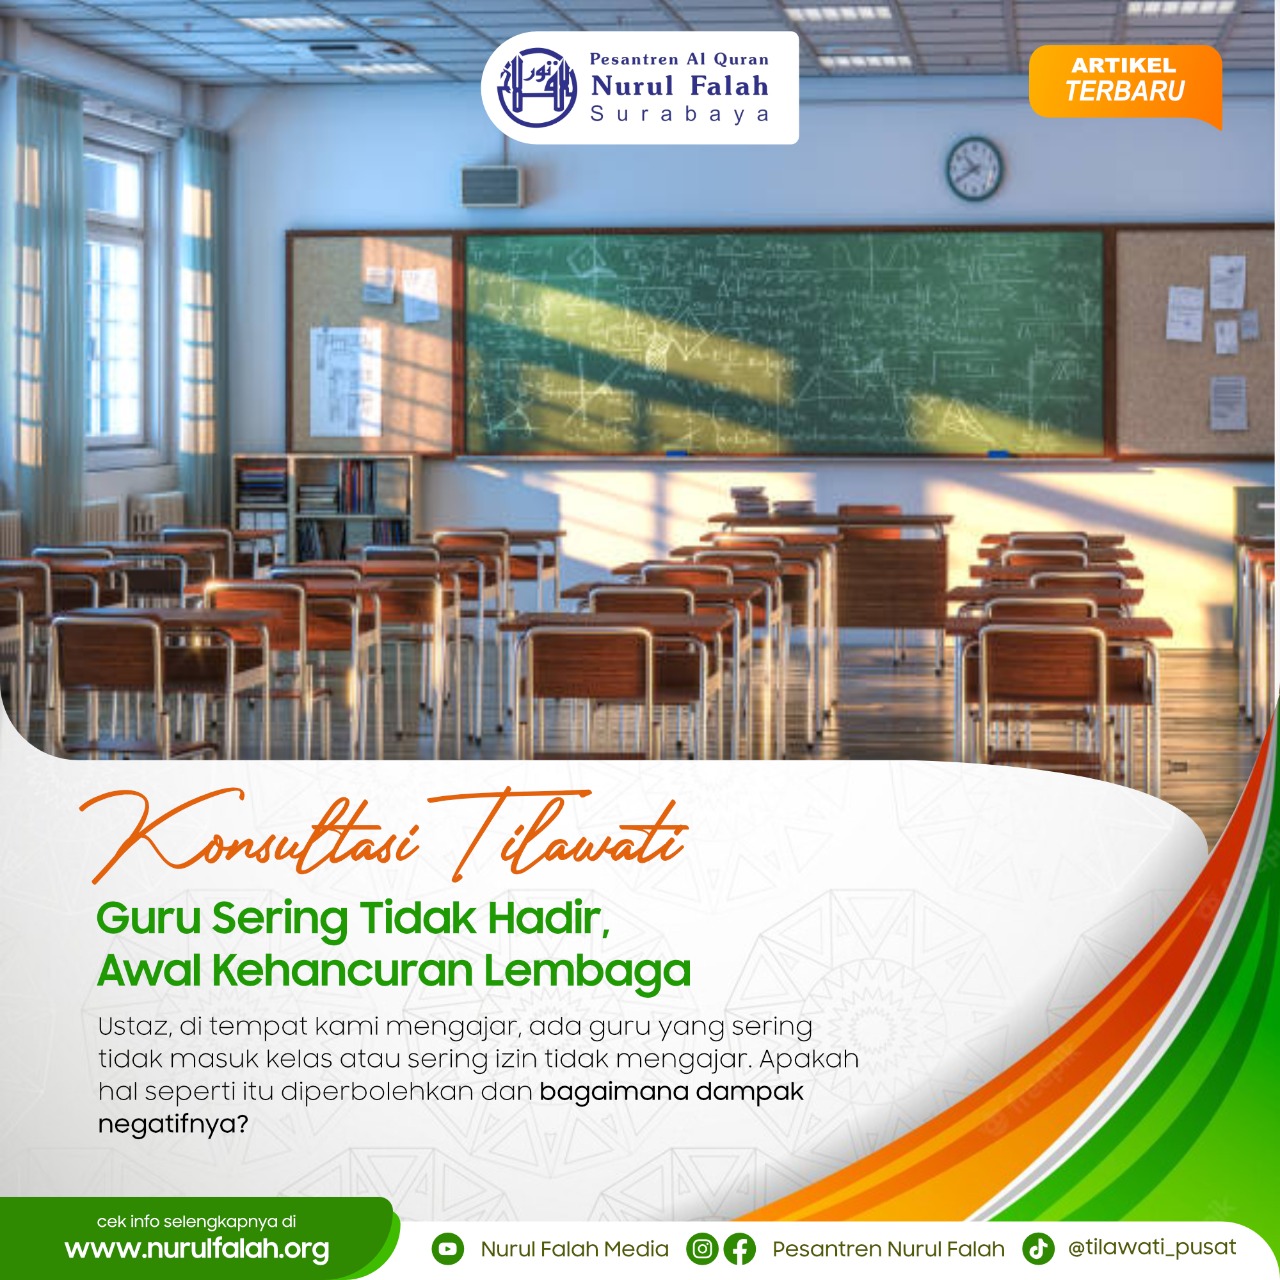 Pesantren Al Quran
Nurul Falah
Surabaya
ARTIKEL
TERBARU
Konsultasi Tilawati
Guru Sering Tidak Hadir,
Awal Kehancuran Lembaga
Ustaz, di tempat kami mengajar, ada guru yang sering
tidak masuk kelas atau sering izin tidak mengajar. Apakah
hal seperti itu diperbolehkan dan bagaimana dampak
negatifnya?
cek info selengkapnya di
www.nurulfalah.org
Nurul Falah Media
Pesantren Nurul Falah
@tilawati_pusat